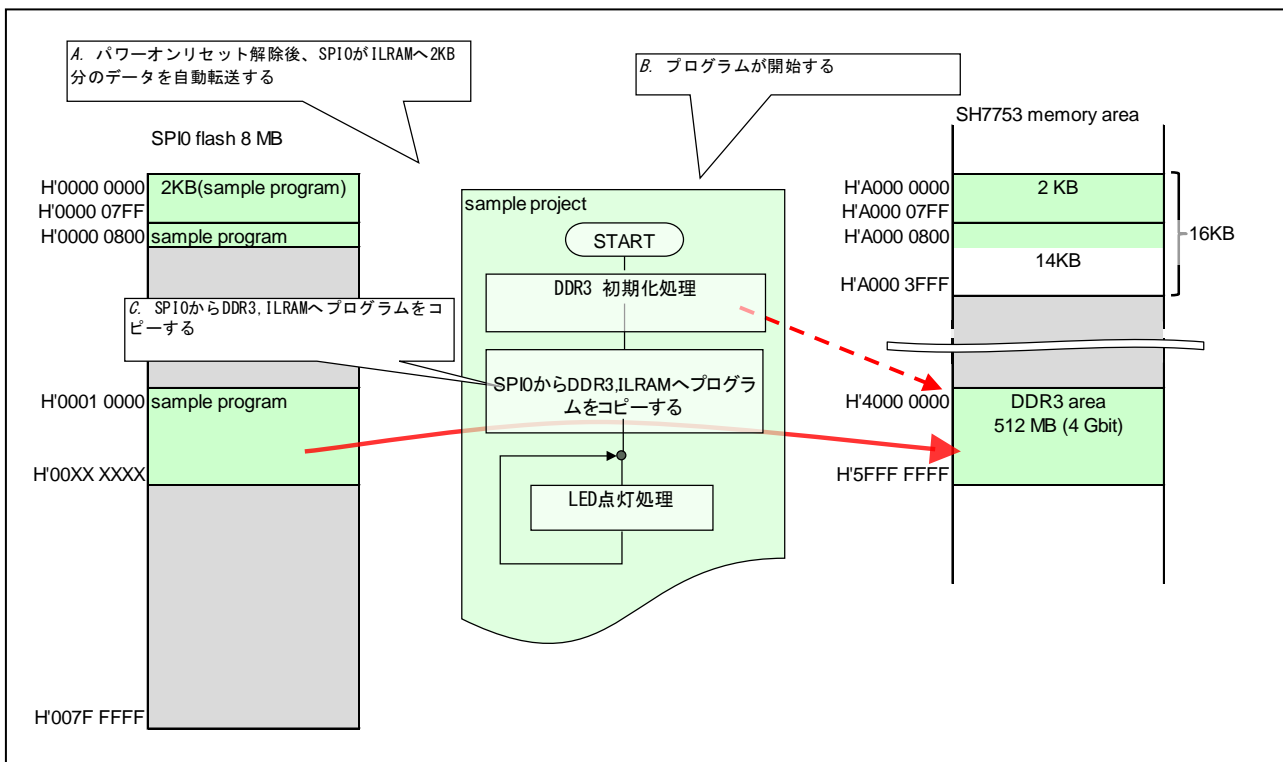 A. パワーオンリセット解除後、SPI0がILRAMへ2KB
分のデータを自動転送する
B. プログラムが開始する
SPI0 flash 8 MB
SH7753 memory area
H'0000 0000
2KB(sample program)
H'0000 07FF
H'0000 0800
sample program
C. SPI0からDDR3,ILRAMへプログラムをコ
ピーする
H'0001 0000
sample program
H'00XX XXXX
H'007F FFFF
sample project
START
DDR3 初期化処理
SPI0からDDR3,ILRAMへプログラ
ムをコピーする
LED点灯処理
H'A000 0000
2 KB
H'A000 07FF
H'A000 0800
16KB
14KB
H'A000 3FFF
H'4000 0000
DDR3 area
512 MB (4 Gbit)
H'5FFF FFFF